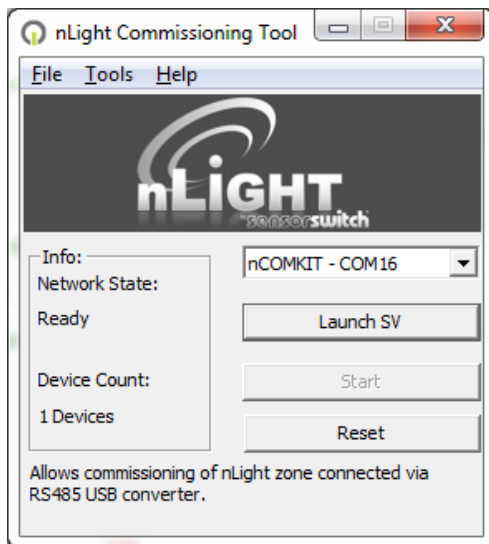 nLight Commissioning Tool
File Tools Help
nLiGHT
sensorswitch
Info:
Network State:
Ready
Device Count:
1 Devices
nCOMKIT - COM16
Launch SV
Start
Reset
Allows commissioning of nLight zone connected via
RS485 USB converter.